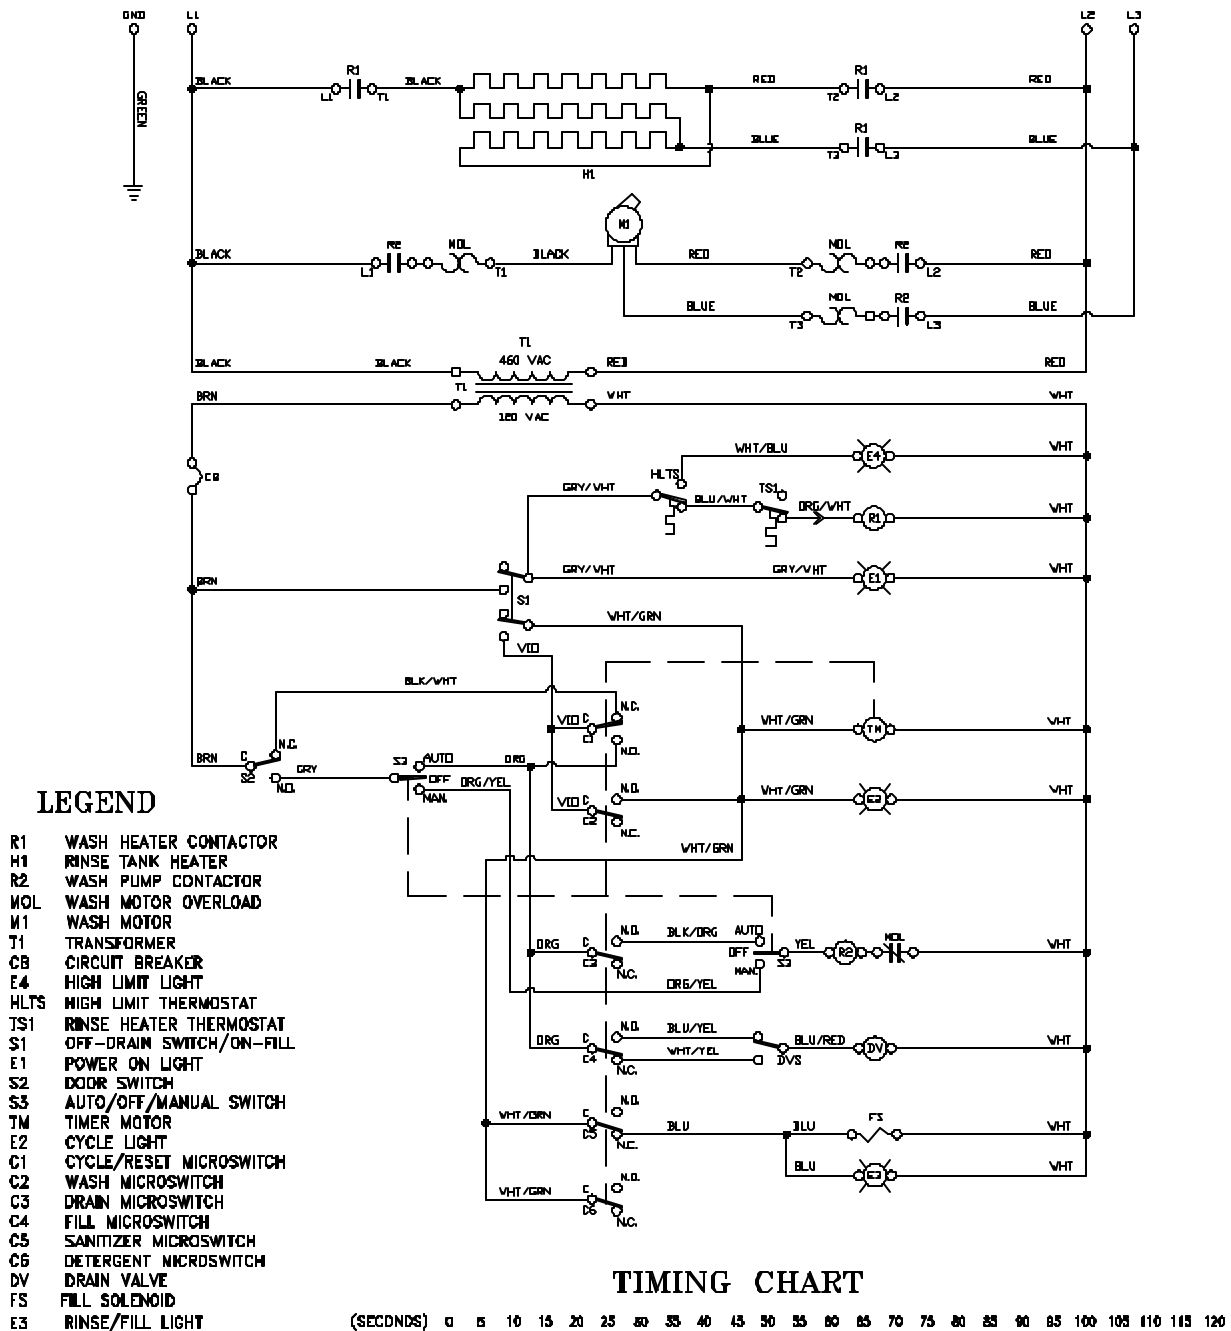 GND L1 L2 L3
BLACK R1 BLACK RED R1 RED
L1 T1 T2 L2
GREEN
R1
BLUE BLUE
T3 L3
H1
M1
BLACK R2 MOL BLACK RED MOL R2 RED
L1 T1 T2 L2
BLUE MOL R2 BLUE
T3 L3
T1
460 VAC
BLACK BLACK RED RED
T1
BRN WHT WHT
120 VAC
WHT/BLU E4 WHT
CB
HLTS
GRY/WHT BLU/WHT TS1 ORG/WHT R1 WHT
GRY/WHT GRY/WHT E1 WHT
BRN
S1
WHT/GRN
VIO
BLK/WHT
N.C.
VIO C WHT/GRN TM WHT
C1
N.O.
BRN C N.C. S3 AUTO ORG
S2 GRY OFF ORG/YEL
N.O. MAN.
N.O.
VIO C WHT/GRN E2 WHT
C2 N.C.
WHT/GRN
N.O. BLK/ORG AUTO
ORG C OFF YEL R2 MOL WHT
C3 S3
N.C. MAN.
ORG/YEL
N.O. BLU/YEL
ORG C BLU/RED DV WHT
C4 WHT/YEL DVS
N.C.
N.O.
WHT/GRN C BLU BLU FS WHT
C5 N.C.
BLU E3 WHT
N.O.
WHT/GRN C
C6 N.C.
LEGEND
R1 WASH HEATER CONTACTOR
H1 RINSE TANK HEATER
R2 WASH PUMP CONTACTOR
MOL WASH MOTOR OVERLOAD
M1 WASH MOTOR
T1 TRANSFORMER
CB CIRCUIT BREAKER
E4 HIGH LIMIT LIGHT
HLTS HIGH LIMIT THERMOSTAT
TS1 RINSE HEATER THERMOSTAT
S1 OFF-DRAIN SWITCH/ON-FILL
E1 POWER ON LIGHT
S2 DOOR SWITCH
S3 AUTO/OFF/MANUAL SWITCH
TM TIMER MOTOR
E2 CYCLE LIGHT
C1 CYCLE/RESET MICROSWITCH
C2 WASH MICROSWITCH
C3 DRAIN MICROSWITCH
C4 FILL MICROSWITCH
C5 SANITIZER MICROSWITCH
C6 DETERGENT MICROSWITCH
DV DRAIN VALVE
FS FILL SOLENOID
E3 RINSE/FILL LIGHT
TIMING CHART
(SECONDS) 0 5 10 15 20 25 30 35 40 45 50 55 60 65 70 75 80 85 90 95 100 105 110 115 120